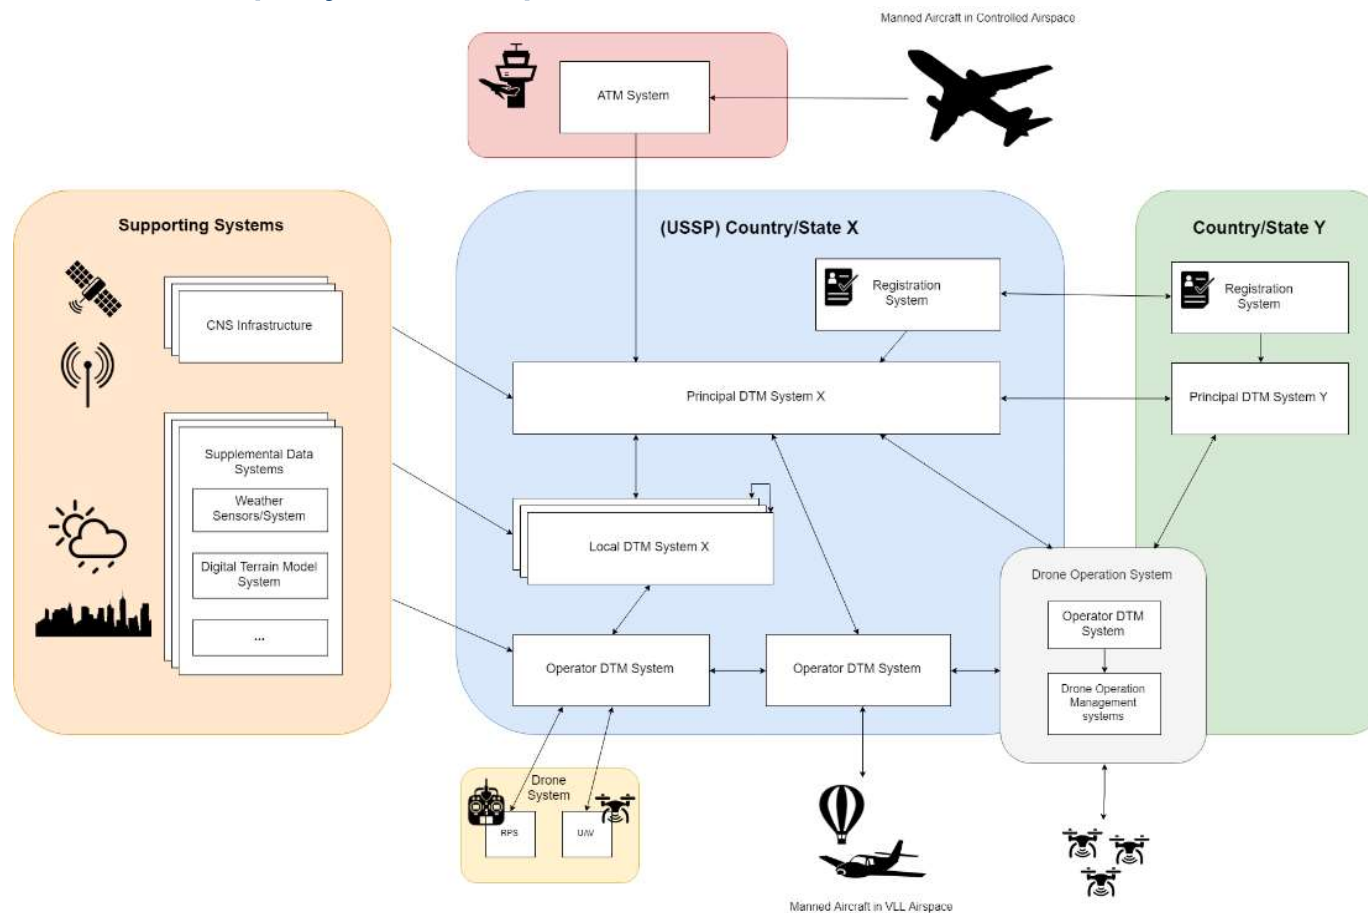 Manned Aircraft in Controlled Airspace
ATM System
Supporting Systems
CNS Infrastructure
Supplemental Data
Systems
Weather
Sensors/System
Digital Terrain Model
System
...
(USSP) Country/State X
Registration
System
Principal DTM System X
Local DTM System X
Operator DTM System
Operator DTM System
Country/State Y
Registration
System
Principal DTM System Y
Drone Operation System
Operator DTM
System
Drone Operation
Management
systems
Drone
System
RPS
UAV
Manned Aircraft in VLL Airspace